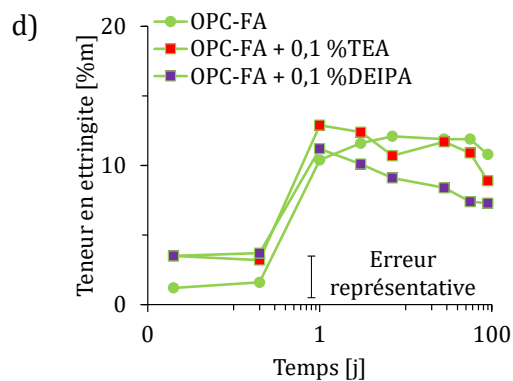 d)
20
OPC-FA
OPC-FA + 0,1 %TEA
OPC-FA + 0,1 %DEIPA
Teneur en ettringite [%m]
10
Erreur
représentative
0
0 1 100
Temps [j]